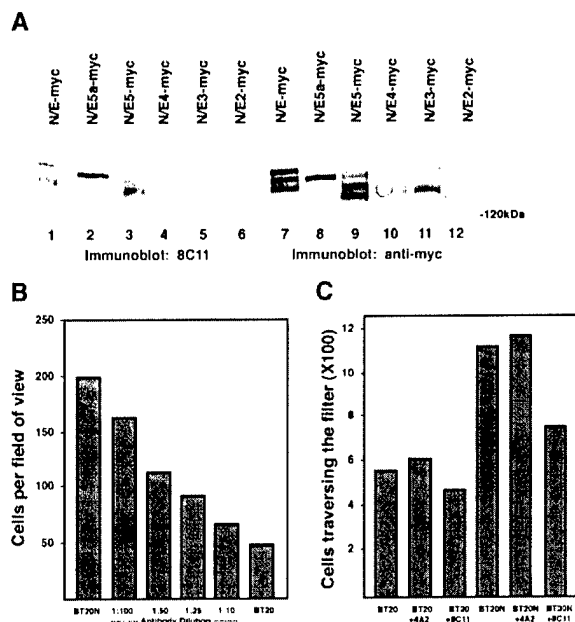 A
N/E-myc N/E5a-myc N/E5-myc N/E4-myc N/E3-myc N/E2-myc N/E-myc N/E5a-myc N/E5-myc N/E4-myc N/E3-myc N/E2-myc
-120kDa
1 2 3 4 5 6 7 8 9 10 11 12
Immunoblot: 8C11 Immunoblot: anti-myc
B
Cells per field of view
250
200
150
100
50
BT20N 1:100 1:50 1:25 1:10 BT20
Antibody Dilution
C
Cells traversing the filter (X100)
12
10
8
6
4
2
BT20 BT20 +4A2 BT20 +8C11 BT20N BT20N +4A2 BT20N +8C11